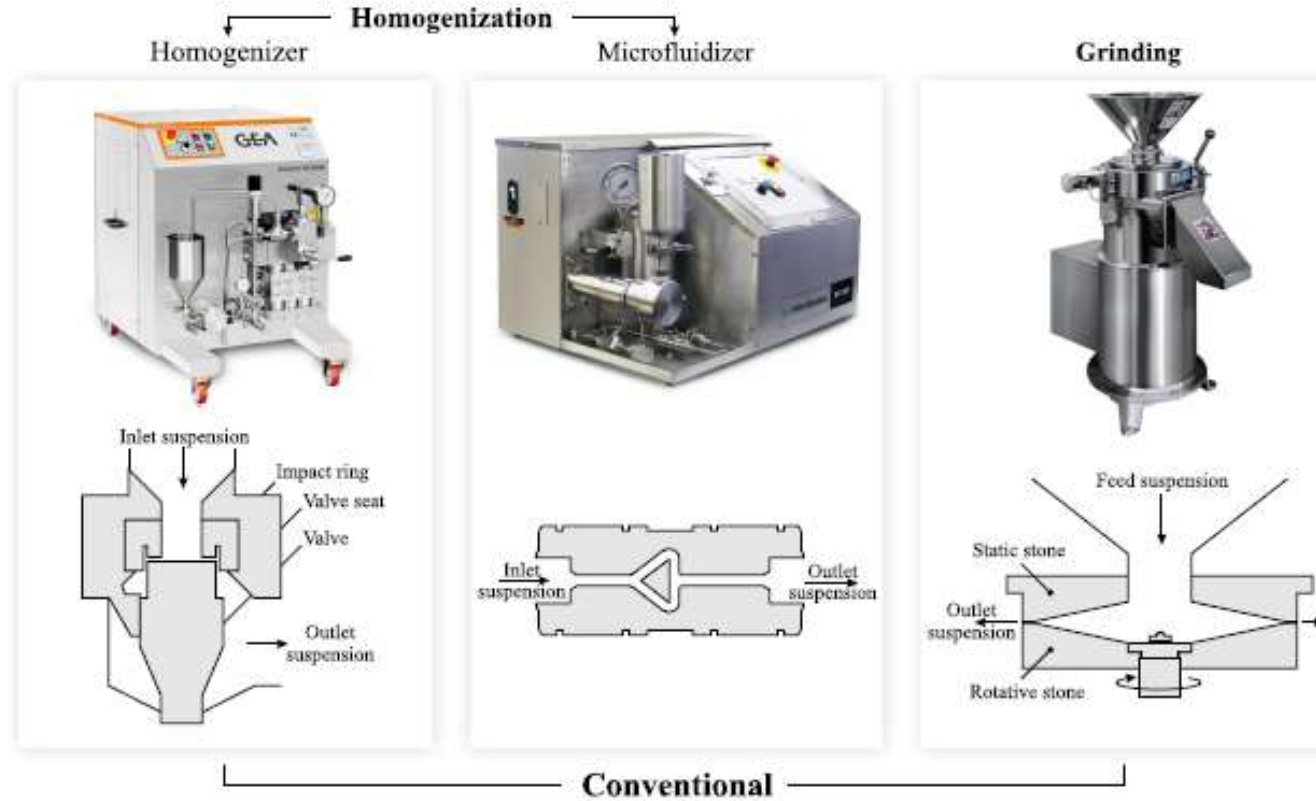 Homogenization
Homogenizer
Microfluidizer
Grinding
GEA
Inlet suspension
Impact ring
Valve seat
Valve
Outlet
suspension
Inlet
suspension
Outlet
suspension
Feed suspension
Static stone
Outlet
suspension
Rotative stone
Conventional